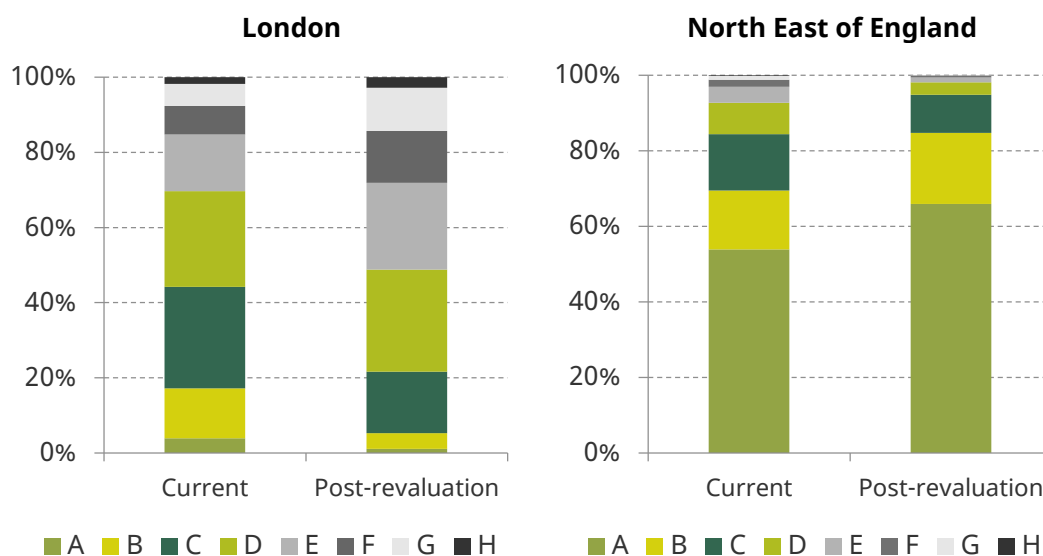 London
100%
80%
60%
40%
20%
0%
Current Post-revaluation
A B C D E F G H
North East of England
100%
80%
60%
40%
20%
0%
Current Post-revaluation
A B C D E F G H